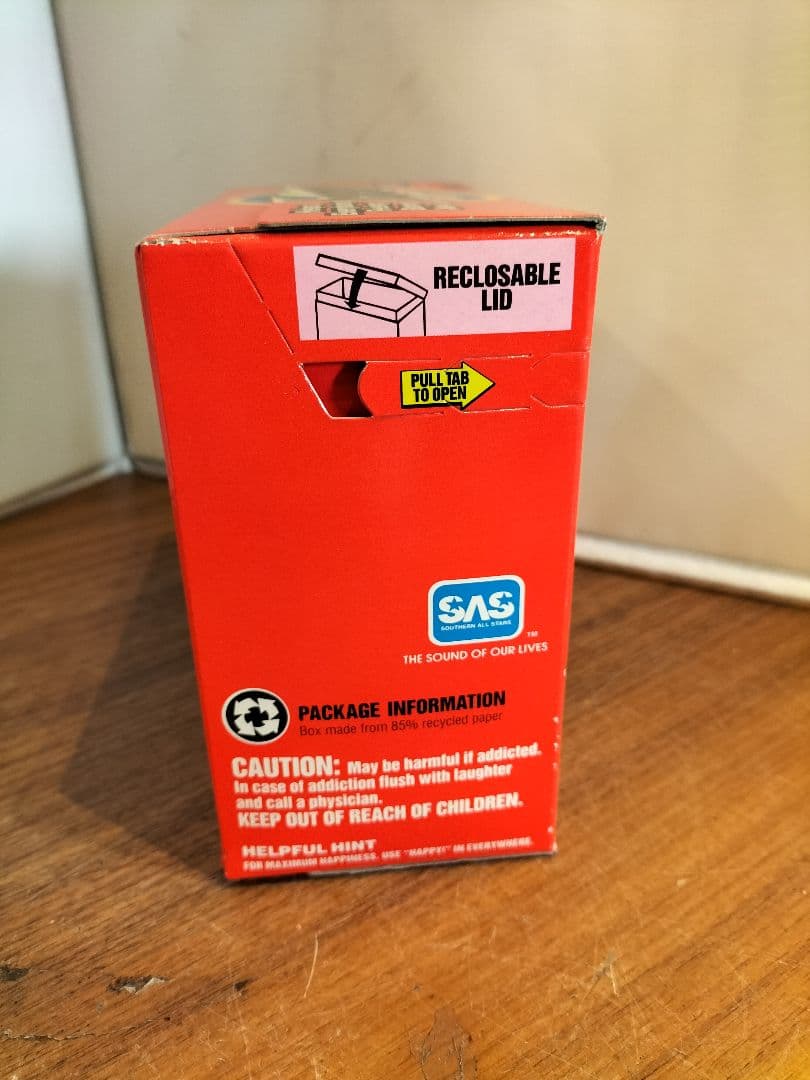 RECLOSABLE
LID
PULL TAB
TO OPEN
SAS
SOUTHERN ALL STARS
TM
THE SOUND OF OUR LIVES
PACKAGE INFORMATION
Box made from 85% recycled paper
CAUTION: May be harmful if addicted.
In case of addiction flush with laughter
and call a physician.
KEEP OUT OF REACH OF CHILDREN.
HELPFUL HINT
FOR MAXIMUM HAPPINESS, USE "HAPPY!" IN EVERYWHERE.